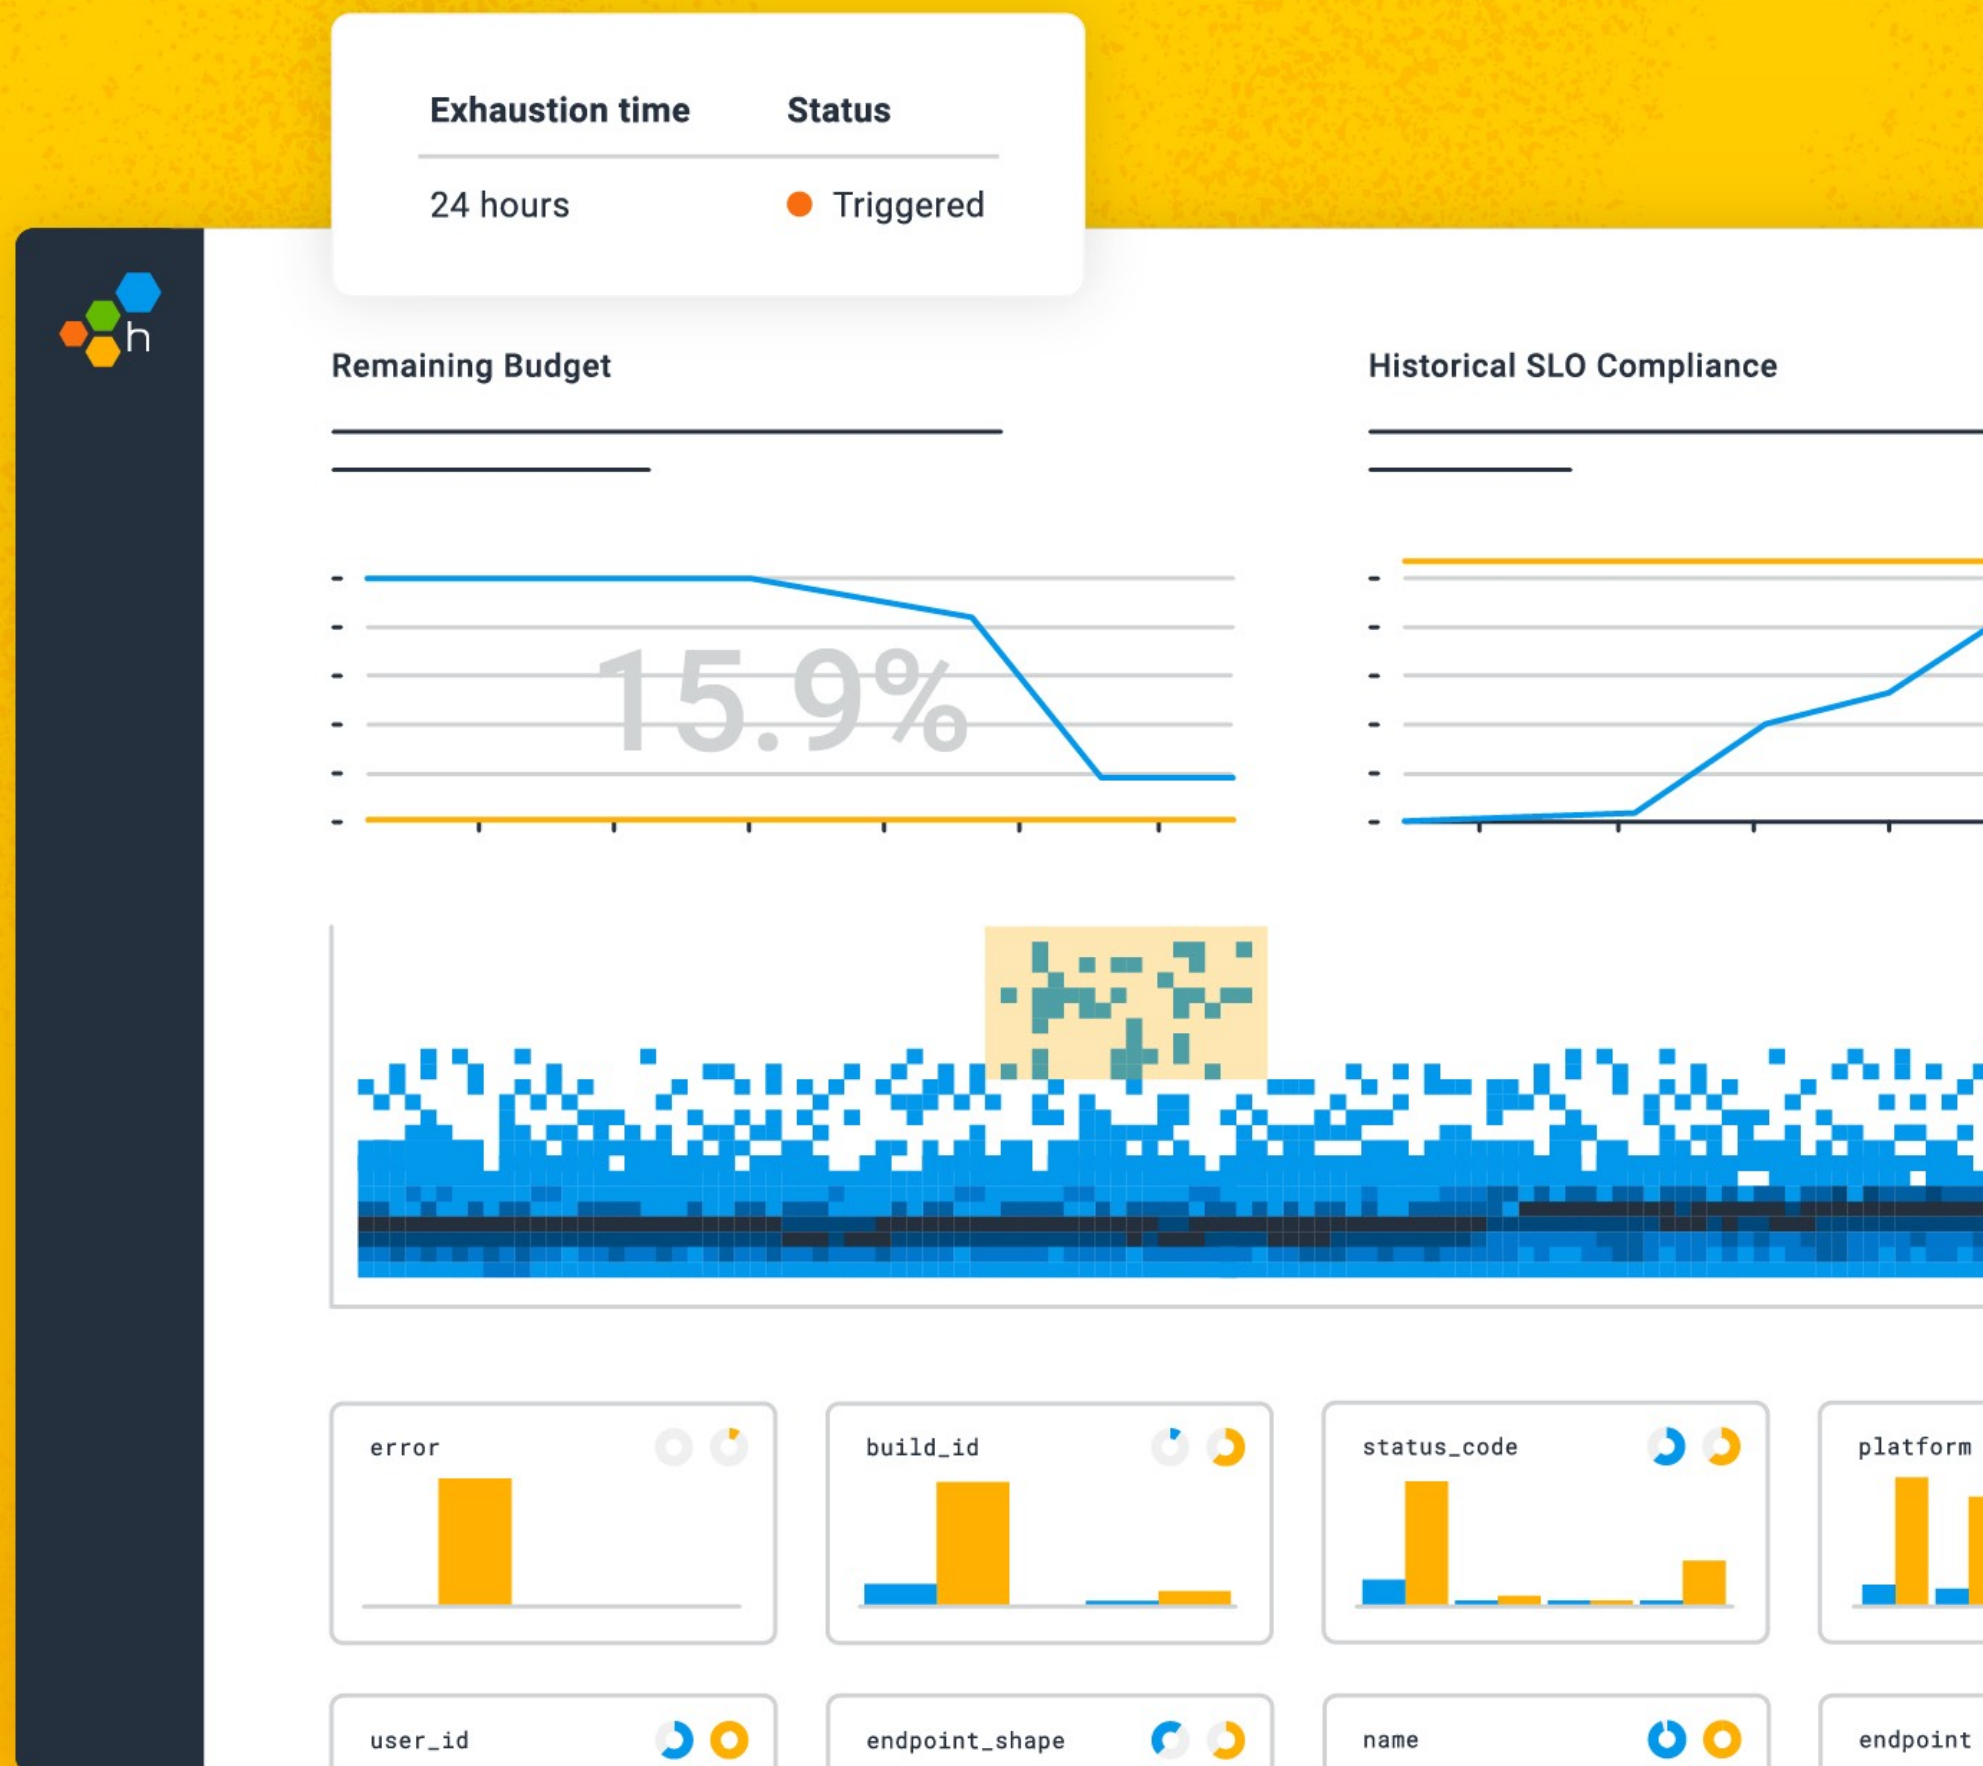 Exhaustion time Status
24 hours Triggered
h
Remaining Budget Historical SLO Compliance
15.9%
error build_id status_code platform
user_id endpoint_shape name endpoint